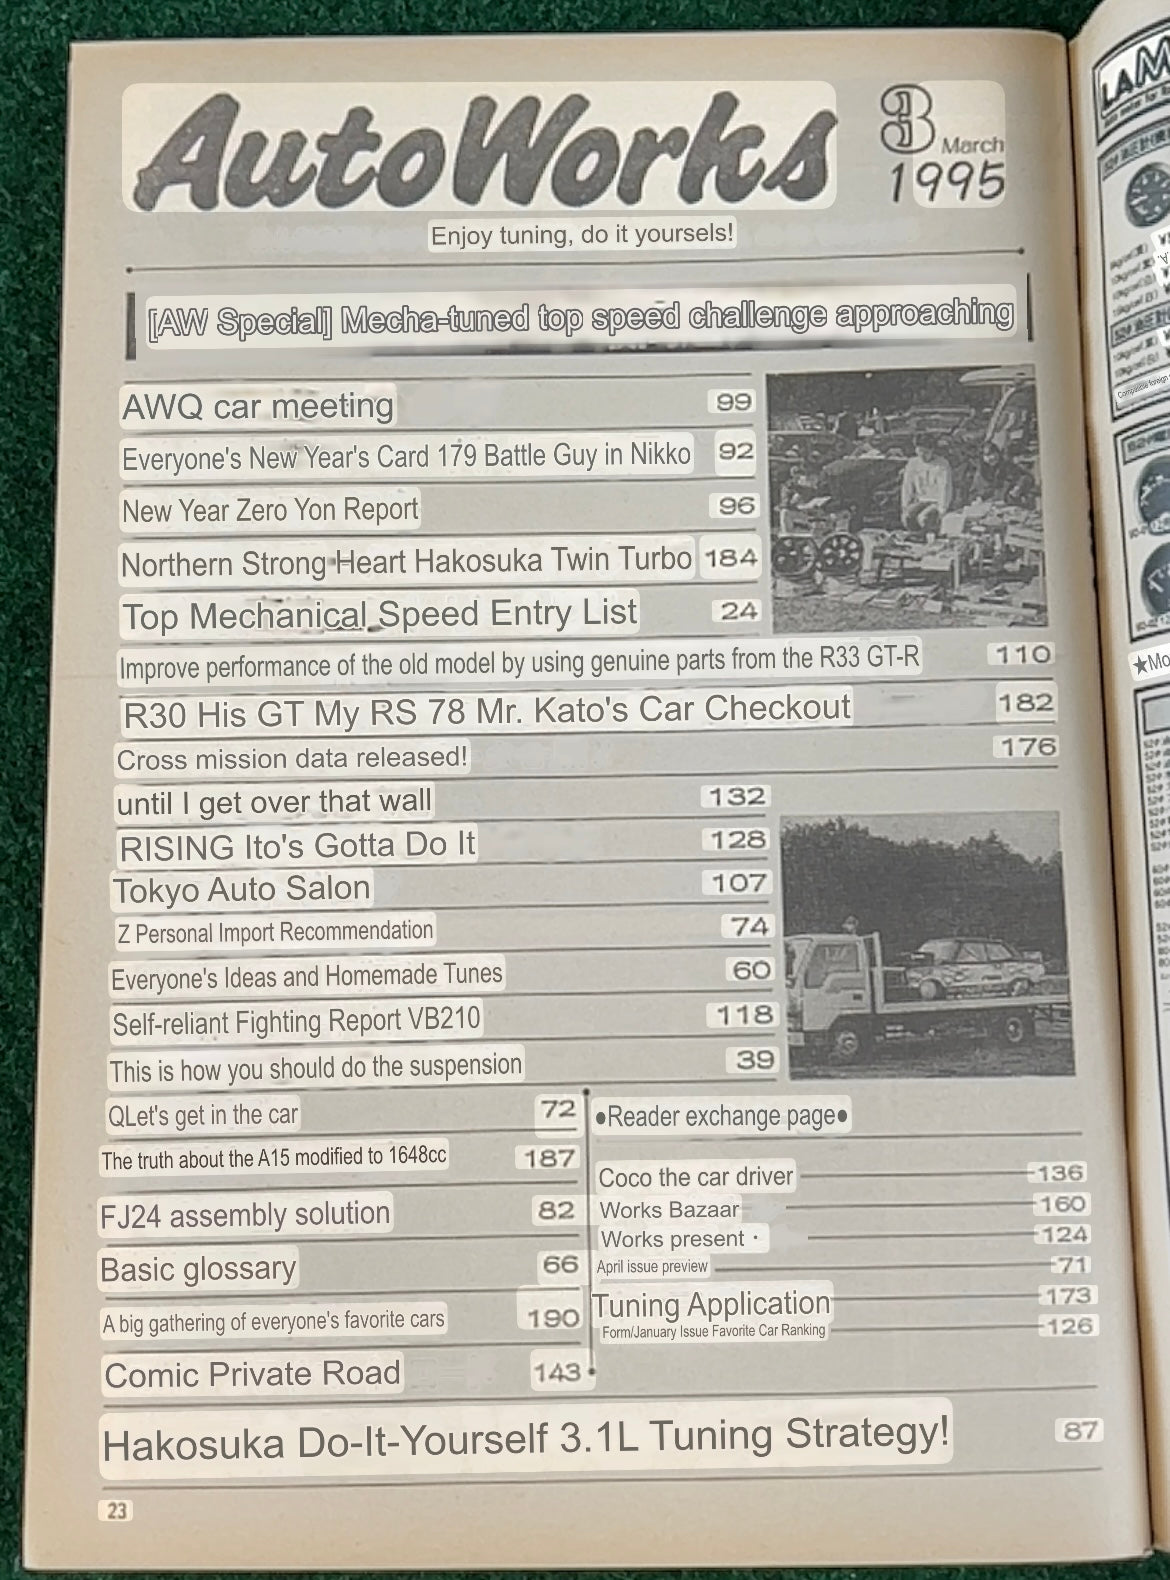 AutoWorks
3
March
1995
Enjoy tuning, do it yoursels!
[AW Special] Mecha-tuned top speed challenge approaching
AWQ car meeting 99
Everyone's New Year's Card 179 Battle Guy in Nikko 92
New Year Zero Yon Report 96
Northern Strong Heart Hakosuka Twin Turbo 184
Top Mechanical Speed Entry List 24
Improve performance of the old model by using genuine parts from the R33 GT-R 110
R30 His GT My RS 78 Mr. Kato's Car Checkout 182
Cross mission data released! 176
until I get over that wall 132
RISING Ito's Gotta Do It 128
Tokyo Auto Salon 107
Z Personal Import Recommendation 74
Everyone's Ideas and Homemade Tunes 60
Self-reliant Fighting Report VB210 118
This is how you should do the suspension 39
QLet's get in the car 72
The truth about the A15 modified to 1648cc 187
FJ24 assembly solution 82
Basic glossary 66
A big gathering of everyone's favorite cars 190
Comic Private Road 143
●Reader exchange page●
Coco the car driver 136
Works Bazaar 160
Works present · 124
April issue preview 71
Tuning Application 173
Form/January Issue Favorite Car Ranking 126
Hakosuka Do-It-Yourself 3.1L Tuning Strategy! 87
23
LAM
★Mo